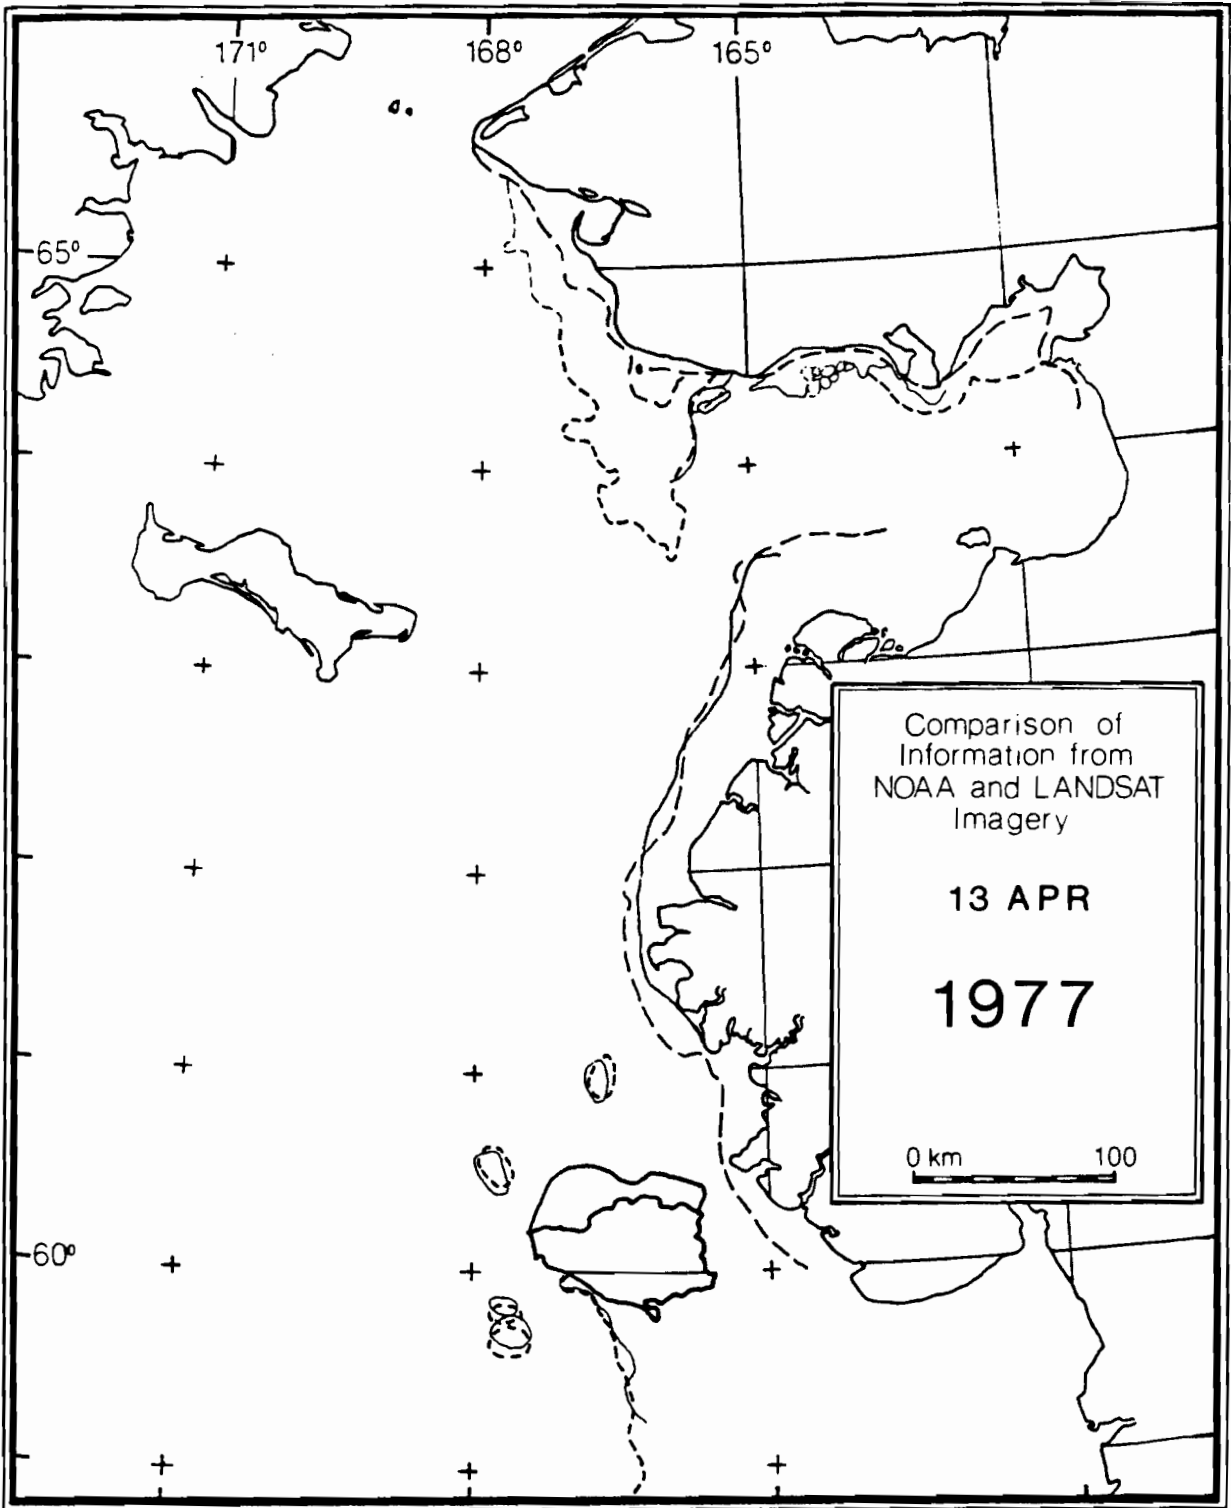 171° 168° 165°
65°
Comparison of
Information from
NOAA and LANDSAT
Imagery
13 APR
1977
0 km 100
60°